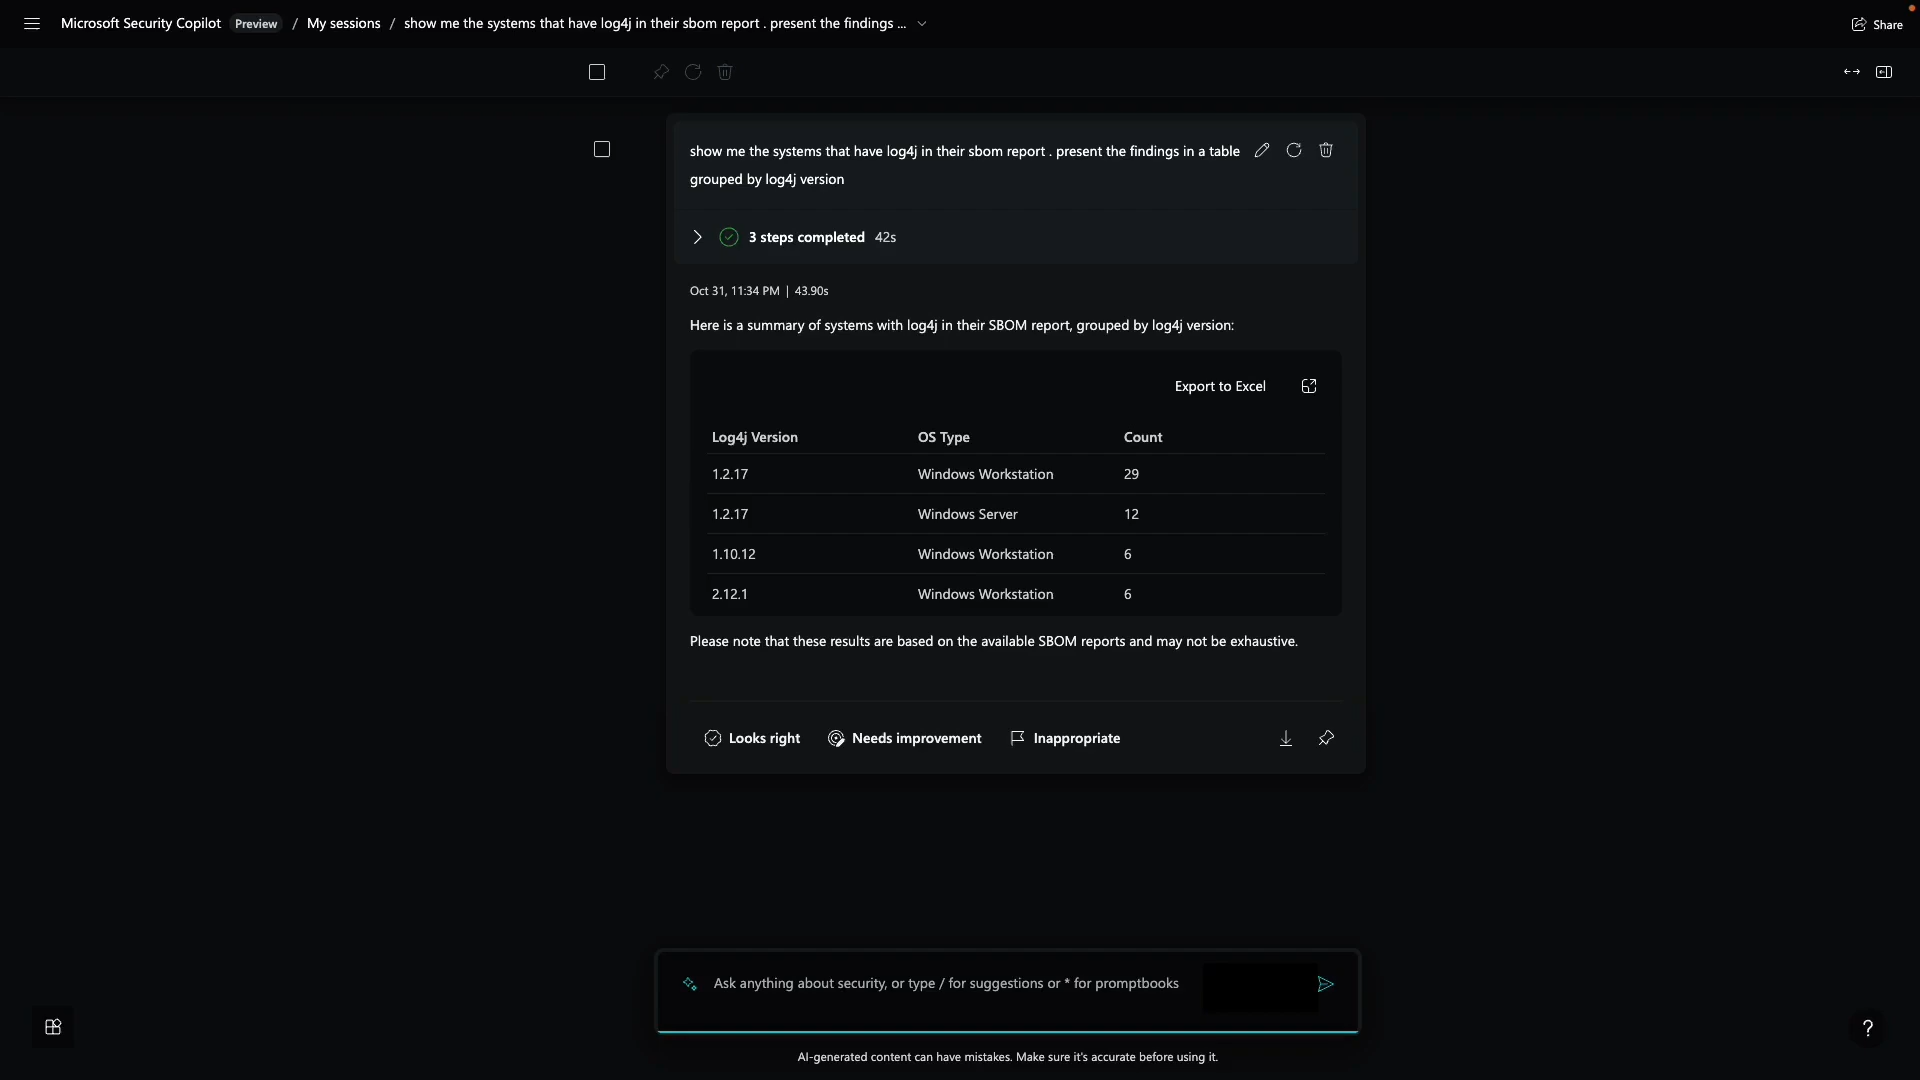 Microsoft Security Copilot Preview / My sessions / show me the systems that have log4j in their sbom report . present the findings ...
Share
show me the systems that have log4j in their sbom report . present the findings in a table
grouped by log4j version
3 steps completed 42s
Oct 31, 11:34 PM | 43.90s
Here is a summary of systems with log4j in their SBOM report, grouped by log4j version:
Export to Excel
Log4j Version OS Type Count
1.2.17 Windows Workstation 29
1.2.17 Windows Server 12
1.10.12 Windows Workstation 6
2.12.1 Windows Workstation 6
Please note that these results are based on the available SBOM reports and may not be exhaustive.
Looks right Needs improvement Inappropriate
Ask anything about security, or type / for suggestions or * for promptbooks
?
AI-generated content can have mistakes. Make sure it's accurate before using it.